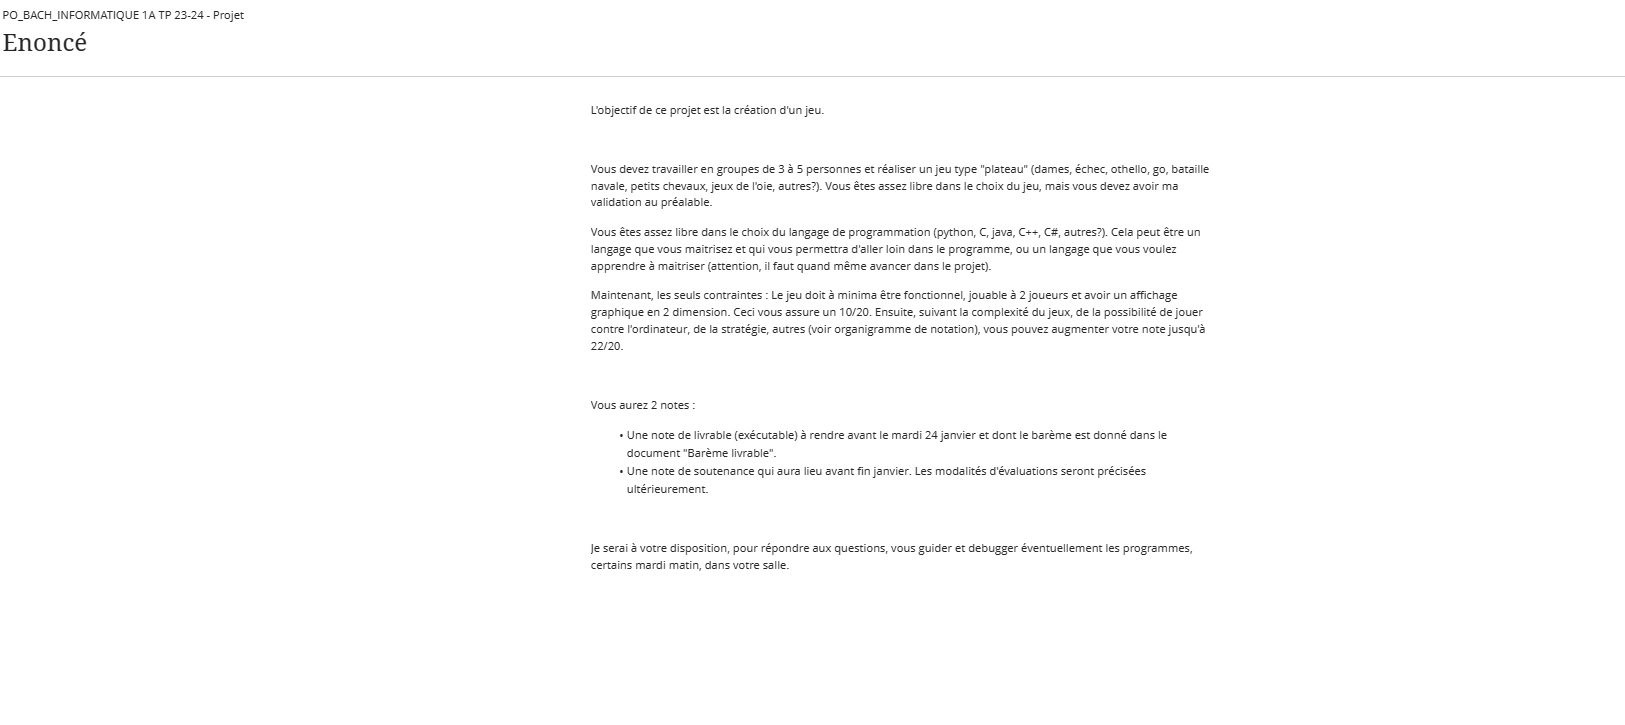 PO_BACH_INFORMATIQUE 1A TP 23-24 - Projet
Enoncé
L'objectif de ce projet est la création d'un jeu.
Vous devez travailler en groupes de 3 à 5 personnes et réaliser un jeu type "plateau" (dames, échec, othello, go, bataille
navale, petits chevaux, jeux de l'oie, autres?). Vous êtes assez libre dans le choix du jeu, mais vous devez avoir ma
validation au préalable.
Vous êtes assez libre dans le choix du langage de programmation (python, C, java, C++, C#, autres?). Cela peut être un
langage que vous maitrisez et qui vous permettra d'aller loin dans le programme, ou un langage que vous voulez
apprendre à maitriser (attention, il faut quand même avancer dans le projet).
Maintenant, les seuls contraintes : Le jeu doit à minima être fonctionnel, jouable à 2 joueurs et avoir un affichage
graphique en 2 dimension. Ceci vous assure un 10/20. Ensuite, suivant la complexité du jeux, de la possibilité de jouer
contre l'ordinateur, de la stratégie, autres (voir organigramme de notation), vous pouvez augmenter votre note jusqu'à
22/20.
Vous aurez 2 notes :
• Une note de livrable (exécutable) à rendre avant le mardi 24 janvier et dont le barème est donné dans le
document "Barème livrable".
• Une note de soutenance qui aura lieu avant fin janvier. Les modalités d'évaluations seront précisées
ultérieurement.
Je serai à votre disposition, pour répondre aux questions, vous guider et debugger éventuellement les programmes,
certains mardi matin, dans votre salle.